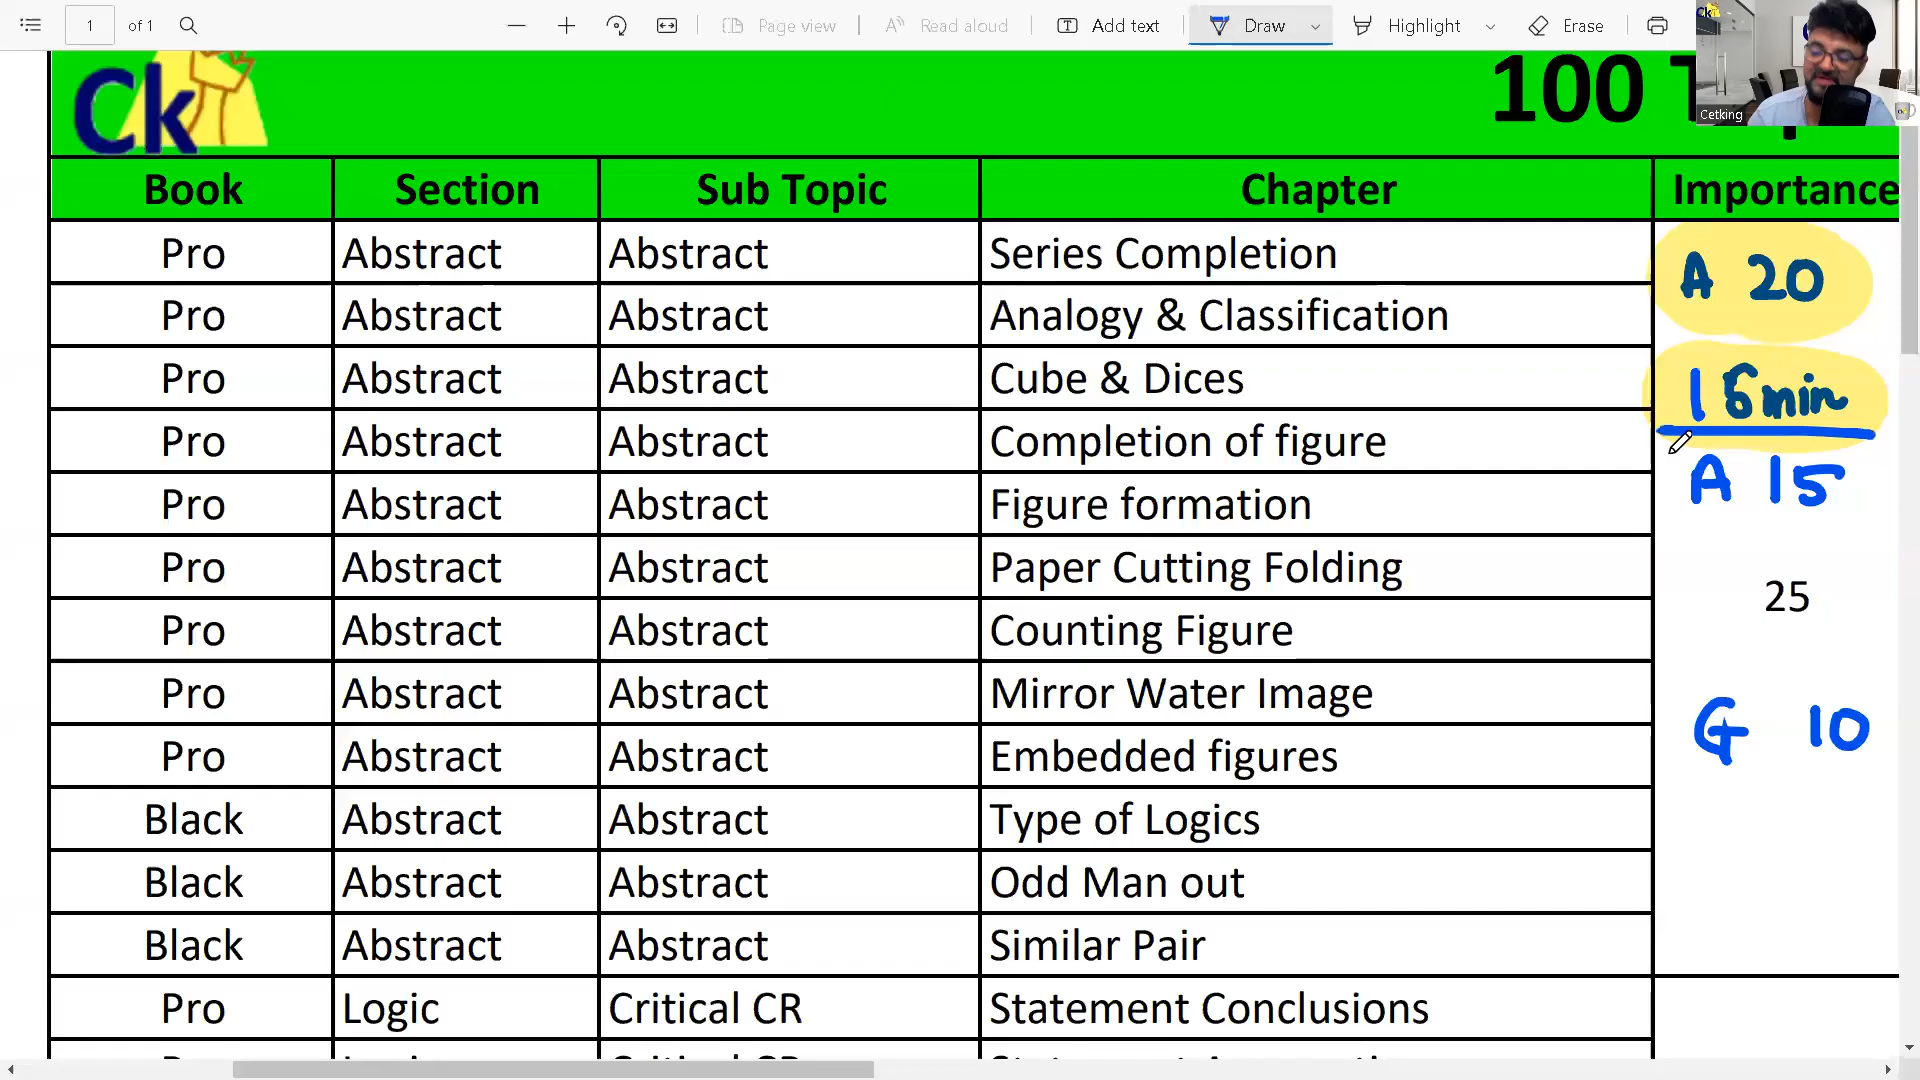 1 of 1 Page view Read aloud Add text Draw Highlight Erase
Ck
100
Ck
Cetking
Book Section Sub Topic Chapter Importance
Pro Abstract Abstract Series Completion
A 20
Pro Abstract Abstract Analogy & Classification
Pro Abstract Abstract Cube & Dices
16 min
Pro Abstract Abstract Completion of figure
A 15
Pro Abstract Abstract Figure formation
Pro Abstract Abstract Paper Cutting Folding
25
Pro Abstract Abstract Counting Figure
Pro Abstract Abstract Mirror Water Image
G 10
Pro Abstract Abstract Embedded figures
Black Abstract Abstract Type of Logics
Black Abstract Abstract Odd Man out
Black Abstract Abstract Similar Pair
Pro Logic Critical CR Statement Conclusions